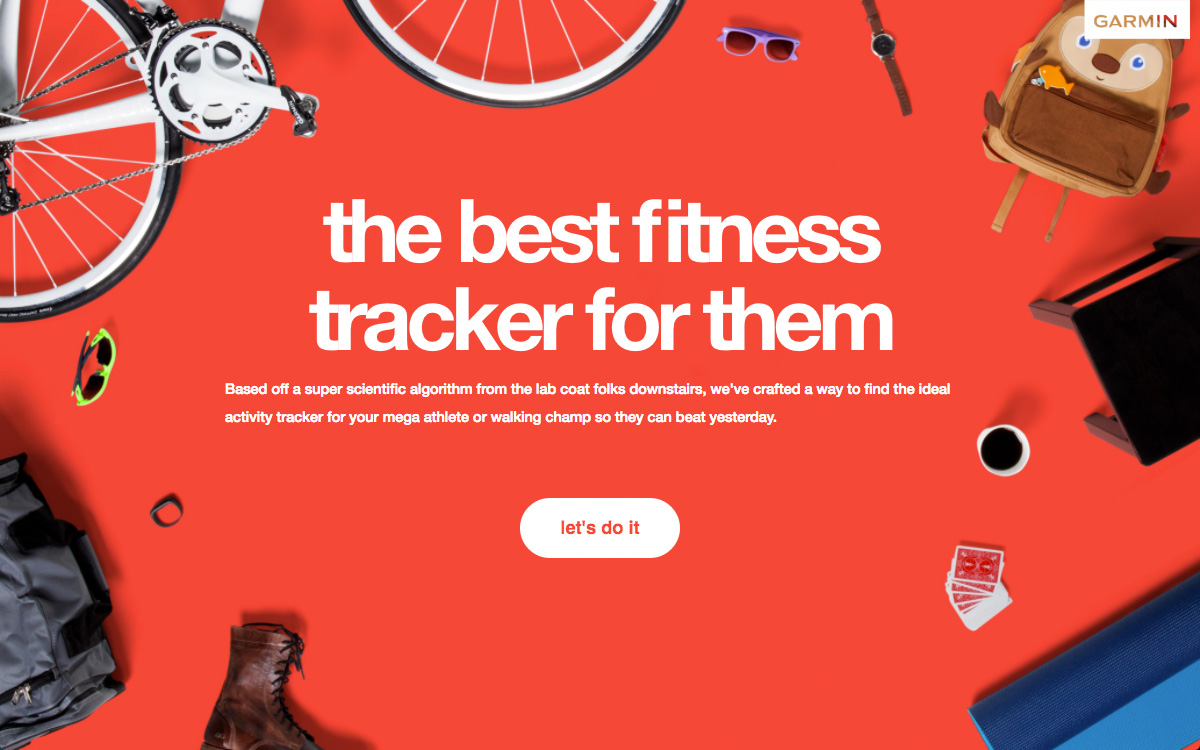 GARMIN
the best fitness
tracker for them
Based off a super scientific algorithm from the lab coat folks downstairs, we've crafted a way to find the ideal
activity tracker for your mega athlete or walking champ so they can beat yesterday.
let's do it